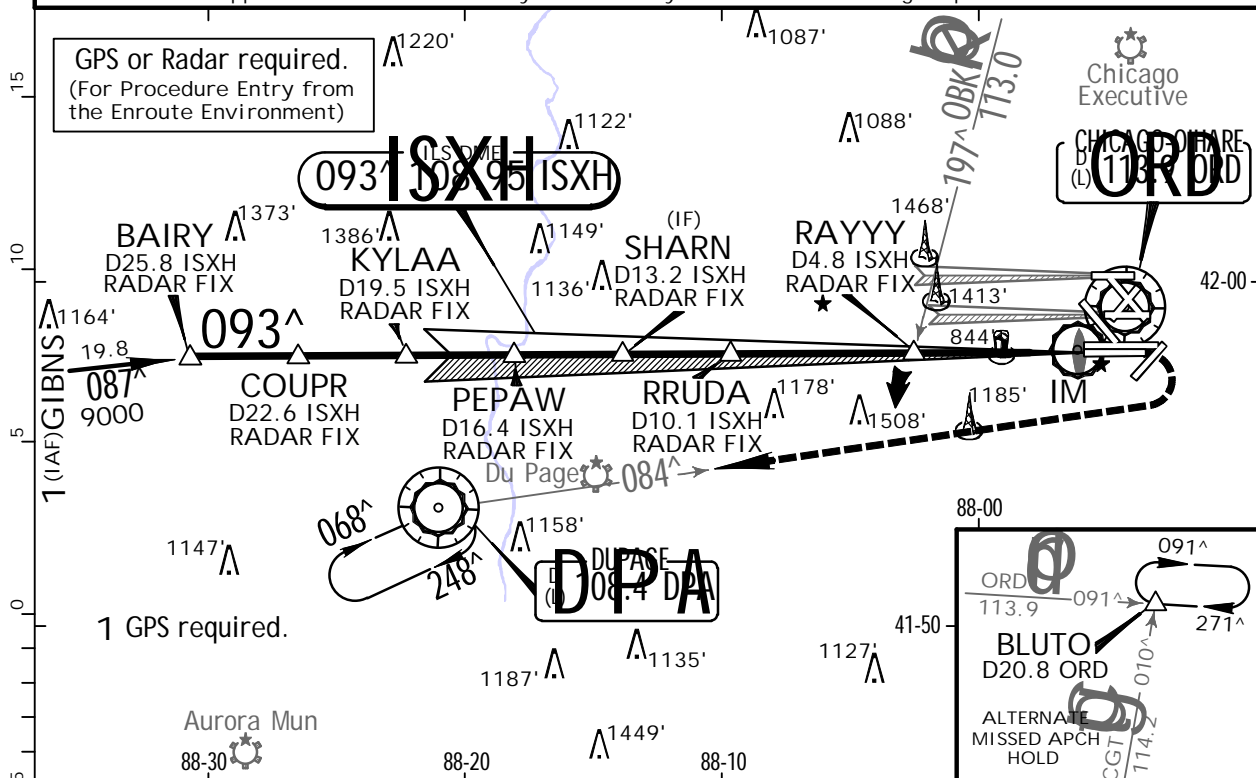 GPS or Radar required.
(For Procedure Entry from
the Enroute Environment)
1220'
1087'
Chicago
Executive
15
197^ OBK
113.0
1122'
1088'
ILS DME
093^ 108.95 ISXH
ISXH
CHICAGO-O'HARE
D
(L) 113.9 ORD
ORD
1373'
1386'
1149'
1136'
1468'
BAIRY
D25.8 ISXH
RADAR FIX
KYLAA
D19.5 ISXH
RADAR FIX
(IF)
SHARN
D13.2 ISXH
RADAR FIX
RAYYY
D4.8 ISXH
RADAR FIX
10
42-00
1413'
1164'
093^
844'
19.8
087^
9000
1(IAF)GIBNS
COUPR
D22.6 ISXH
RADAR FIX
PEPAW
D16.4 ISXH
RADAR FIX
RRUDA
D10.1 ISXH
RADAR FIX
1178'
1508'
1185'
IM
5
Du Page
084^
068^
248^
88-00
1158'
1147'
DUPAGE
D
(L) 108.4 DPA
DPA
0
1 GPS required.
41-50
1187'
1135'
1127'
ORD
113.9
091^
091^
271^
BLUTO
D20.8 ORD
010^
CGT
114.2
ALTERNATE
MISSED APCH
HOLD
Aurora Mun
1449'
88-30
88-20
88-10
5